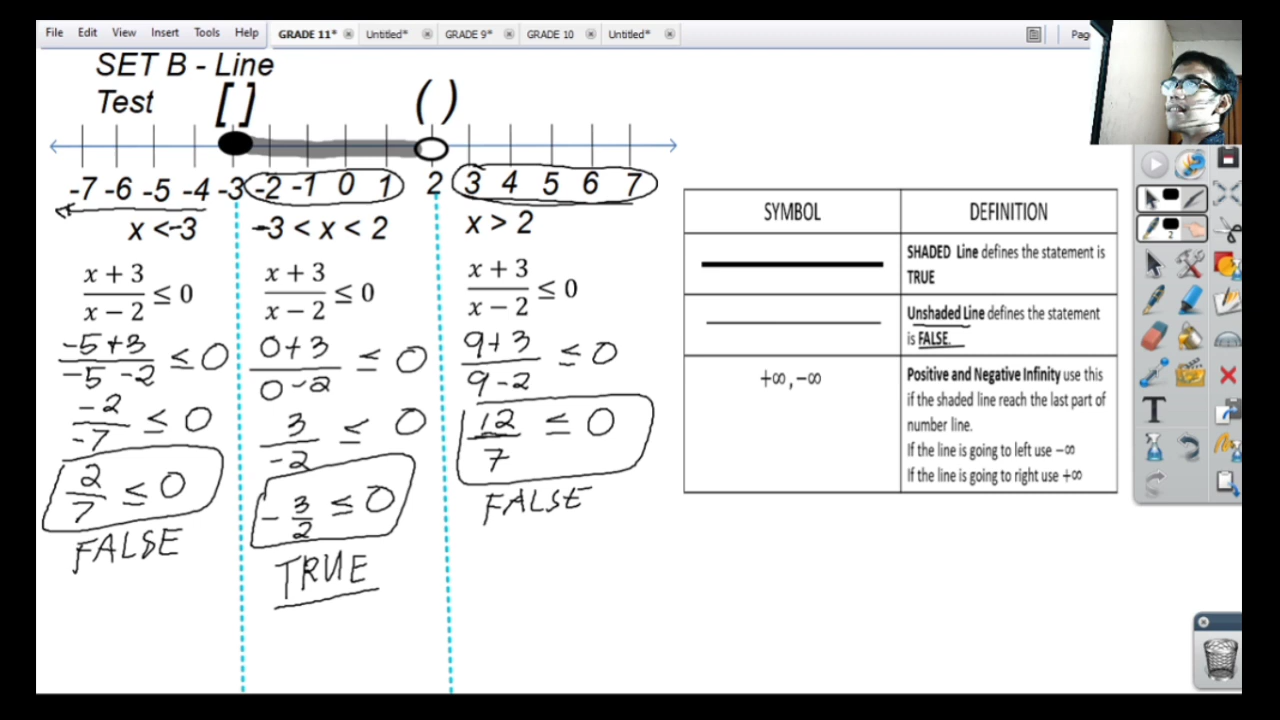 File Edit View Insert Tools Help GRADE 11* Untitled* GRADE 9* GRADE 10 Untitled*
SET B - Line
Test [ ] ( )
-7 -6 -5 -4 -3 -2 -1 0 1 2 3 4 5 6 7
x <-3 -3 < x < 2 x > 2
x + 3 / x − 2 ≤ 0 x + 3 / x − 2 ≤ 0 x + 3 / x − 2 ≤ 0
-5+3 / -5 -2 ≤ 0 0+3 / 0-2 ≤ 0 9+3 / 9-2 ≤ 0
-2 / -7 ≤ 0 3 / -2 ≤ 0 12 / 7 ≤ 0
2 / 7 ≤ 0 - 3 / 2 ≤ 0 FALSE
FALSE TRUE
SYMBOL DEFINITION
SHADED Line defines the statement is
TRUE
Unshaded Line defines the statement
is FALSE.
+∞, −∞
Positive and Negative Infinity use this
if the shaded line reach the last part of
number line.
If the line is going to left use −∞
If the line is going to right use +∞
2
T